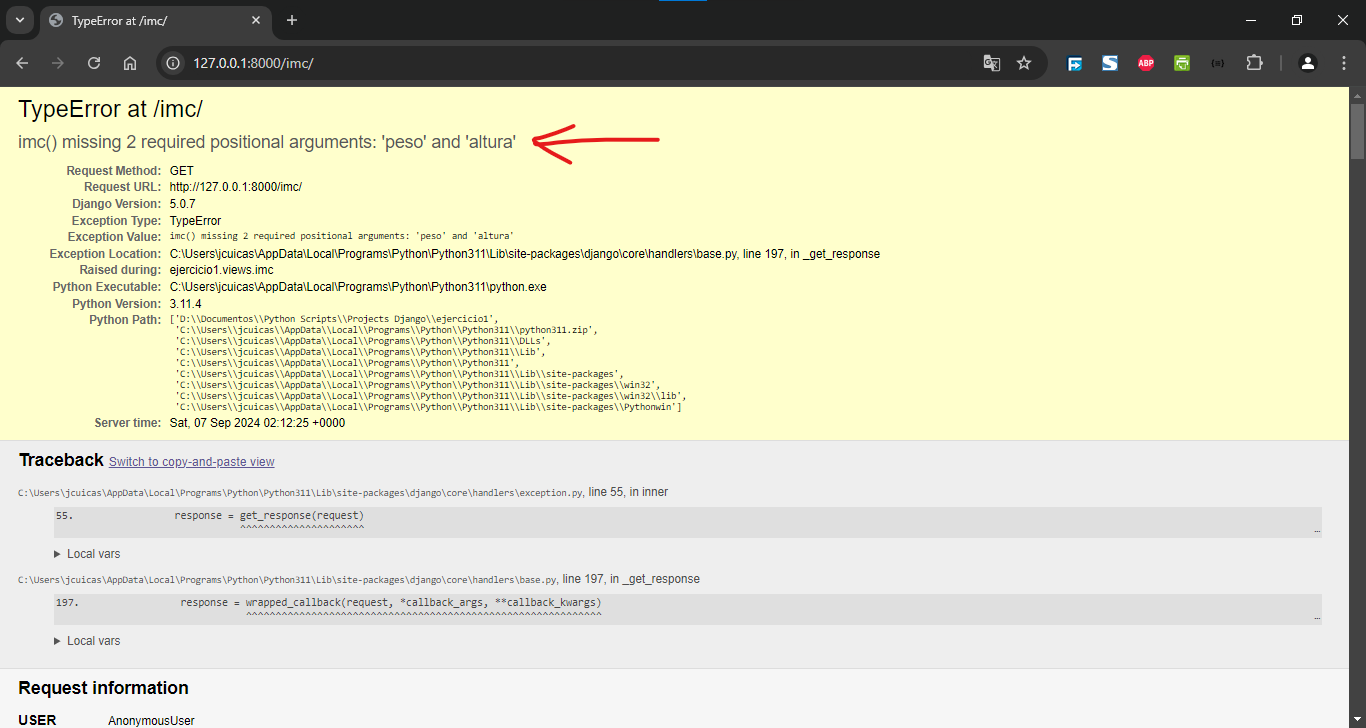 TypeError at /imc/
127.0.0.1:8000/imc/
ABP
TypeError at /imc/
imc() missing 2 required positional arguments: 'peso' and 'altura'
Request Method: GET
Request URL: http://127.0.0.1:8000/imc/
Django Version: 5.0.7
Exception Type: TypeError
Exception Value: imc() missing 2 required positional arguments: 'peso' and 'altura'
Exception Location: C:\Users\jcuicas\AppData\Local\Programs\Python\Python311\Lib\site-packages\django\core\handlers\base.py, line 197, in _get_response
Raised during: ejercicio1.views.imc
Python Executable: C:\Users\jcuicas\AppData\Local\Programs\Python\Python311\python.exe
Python Version: 3.11.4
Python Path: ['D:\\Documentos\\Python Scripts\\Projects Django\\ejercicio1',
'C:\\Users\\jcuicas\\AppData\\Local\\Programs\\Python\\Python311\\python311.zip',
'C:\\Users\\jcuicas\\AppData\\Local\\Programs\\Python\\Python311\\DLLs',
'C:\\Users\\jcuicas\\AppData\\Local\\Programs\\Python\\Python311\\Lib',
'C:\\Users\\jcuicas\\AppData\\Local\\Programs\\Python\\Python311',
'C:\\Users\\jcuicas\\AppData\\Local\\Programs\\Python\\Python311\\Lib\\site-packages',
'C:\\Users\\jcuicas\\AppData\\Local\\Programs\\Python\\Python311\\Lib\\site-packages\\win32',
'C:\\Users\\jcuicas\\AppData\\Local\\Programs\\Python\\Python311\\Lib\\site-packages\\win32\\lib',
'C:\\Users\\jcuicas\\AppData\\Local\\Programs\\Python\\Python311\\Lib\\site-packages\\Pythonwin']
Server time: Sat, 07 Sep 2024 02:12:25 +0000
Traceback Switch to copy-and-paste view
C:\Users\jcuicas\AppData\Local\Programs\Python\Python311\Lib\site-packages\django\core\handlers\exception.py, line 55, in inner
55. response = get_response(request)
^^^^^^^^^^^^^^^^^^^^^
…
Local vars
C:\Users\jcuicas\AppData\Local\Programs\Python\Python311\Lib\site-packages\django\core\handlers\base.py, line 197, in _get_response
197. response = wrapped_callback(request, *callback_args, **callback_kwargs)
^^^^^^^^^^^^^^^^^^^^^^^^^^^^^^^^^^^^^^^^^^^^^^^^^^^^^^^^^^^^
…
Local vars
Request information
USER AnonymousUser